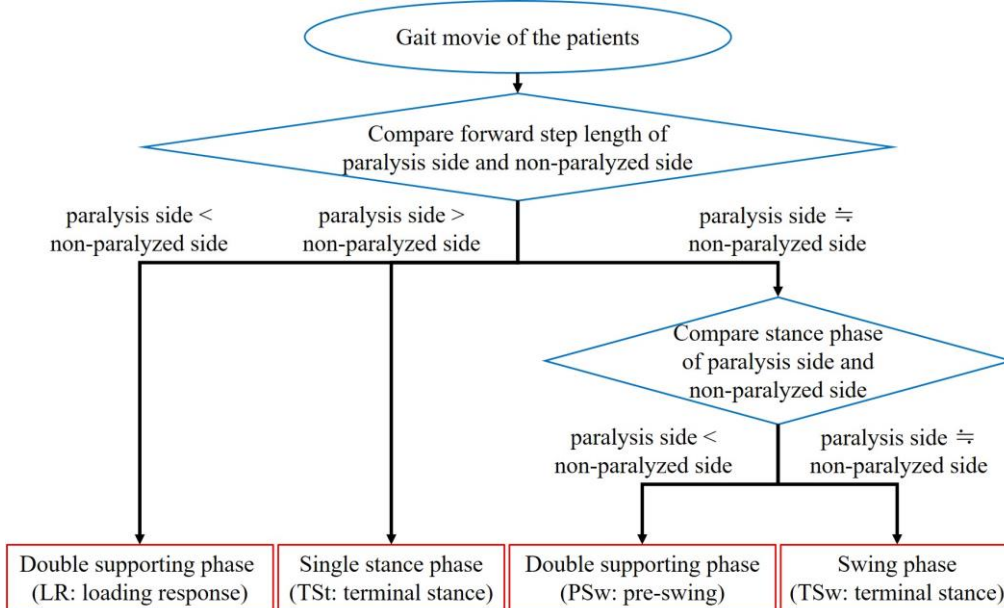 Gait movie of the patients
Compare forward step length of
paralysis side and non-paralyzed side
paralysis side <
non-paralyzed side
paralysis side >
non-paralyzed side
paralysis side ≒
non-paralyzed side
Compare stance phase
of paralysis side and
non-paralyzed side
paralysis side <
non-paralyzed side
paralysis side ≒
non-paralyzed side
Double supporting phase
(LR: loading response)
Single stance phase
(TSt: terminal stance)
Double supporting phase
(PSw: pre-swing)
Swing phase
(TSw: terminal stance)